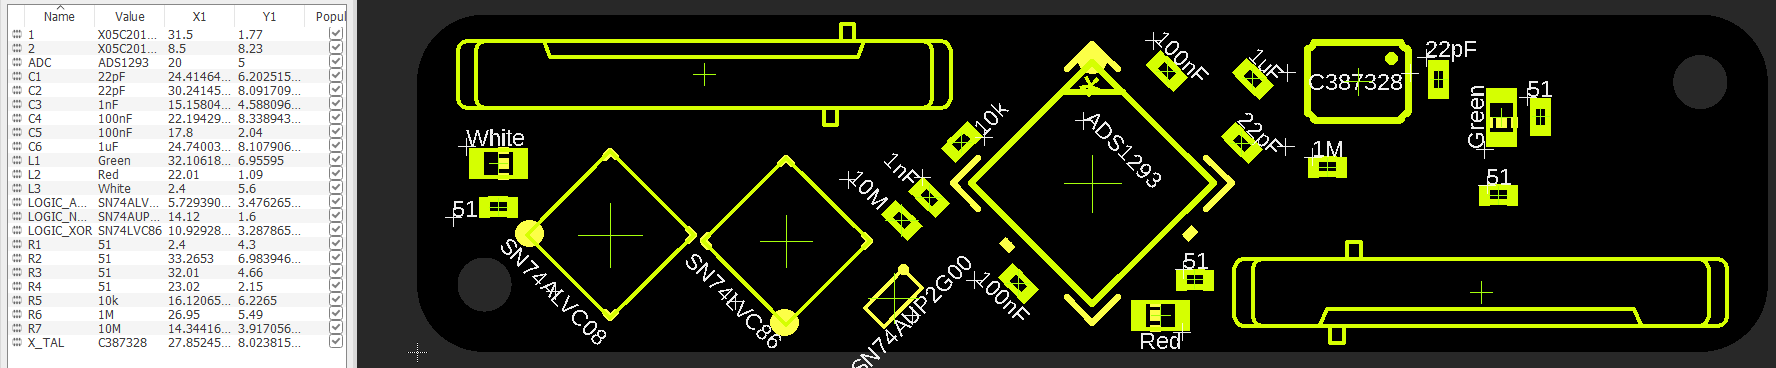 Name Value X1 Y1 Popul
1 X05C201... 31.5 1.77
2 X05C201... 8.5 8.23
ADC ADS1293 20 5
C1 22pF 24.41464... 6.202515...
C2 22pF 30.24145... 8.091709...
C3 1nF 15.15804... 4.588096...
C4 100nF 22.19429... 8.338943...
C5 100nF 17.8 2.04
C6 1uF 24.74003... 8.107906...
L1 Green 32.10618... 6.95595
L2 Red 22.01 1.09
L3 White 2.4 5.6
LOGIC_A... SN74ALV... 5.729390... 3.476265...
LOGIC_N... SN74AUP... 14.12 1.6
LOGIC_XOR SN74LVC86 10.92928... 3.287865...
R1 51 2.4 4.3
R2 51 33.2653 6.983946...
R3 51 32.01 4.66
R4 51 23.02 2.15
R5 10k 16.12065... 6.2265
R6 1M 26.95 5.49
R7 10M 14.34416... 3.917056...
X_TAL C387328 27.85245... 8.023815...
White
51
SN74ALVC08
SN74LVC86
10M
1nF
10k
SN74AUP2G00
100nF
ADS1293
100nF
1uF
22pF
C387328
22pF
1M
Green
51
51
51
Red